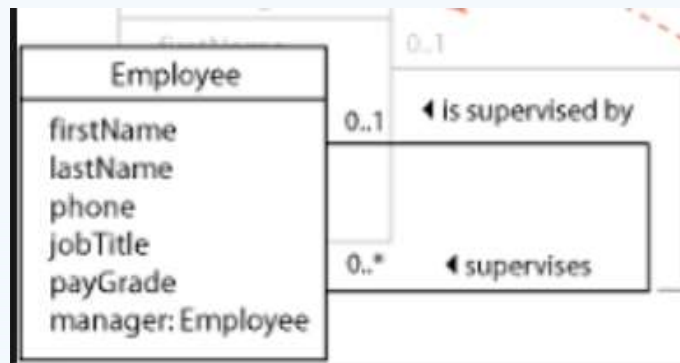 0..1
Employee
firstName
lastName
phone
jobTitle
payGrade
manager: Employee
0..1
◀ is supervised by
0..*
◀ supervises